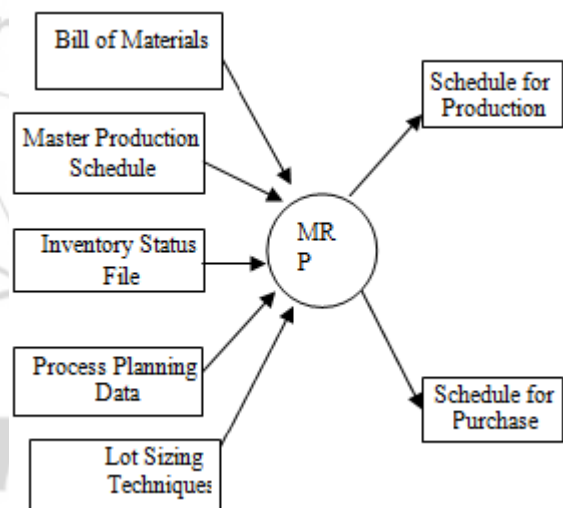 Bill of Materials
Master Production
Schedule
Inventory Status
File
Process Planning
Data
Lot Sizing
Techniques
MR
P
Schedule for
Production
Schedule for
Purchase